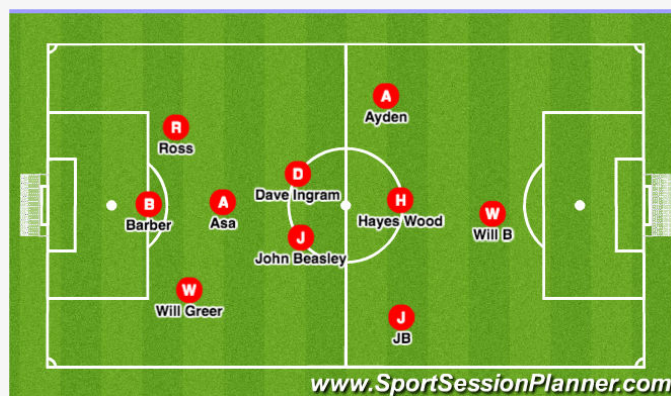 A
Ayden
R
Ross
D
Dave Ingram
H
Hayes Wood
B
Barber
A
Asa
W
Will B
J
John Beasley
W
Will Greer
J
JB
www.SportSessionPlanner.com